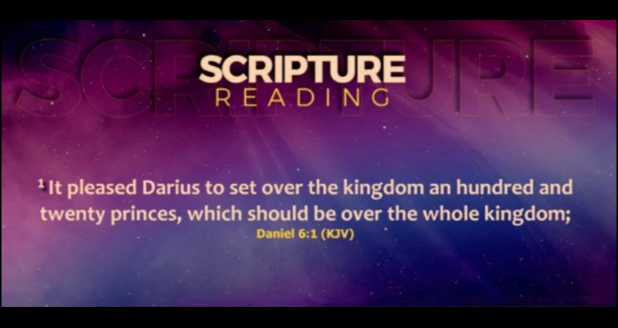 SCRIPTURE
SCRIPTURE
READING
¹ It pleased Darius to set over the kingdom an hundred and
twenty princes, which should be over the whole kingdom;
Daniel 6:1 (KJV)